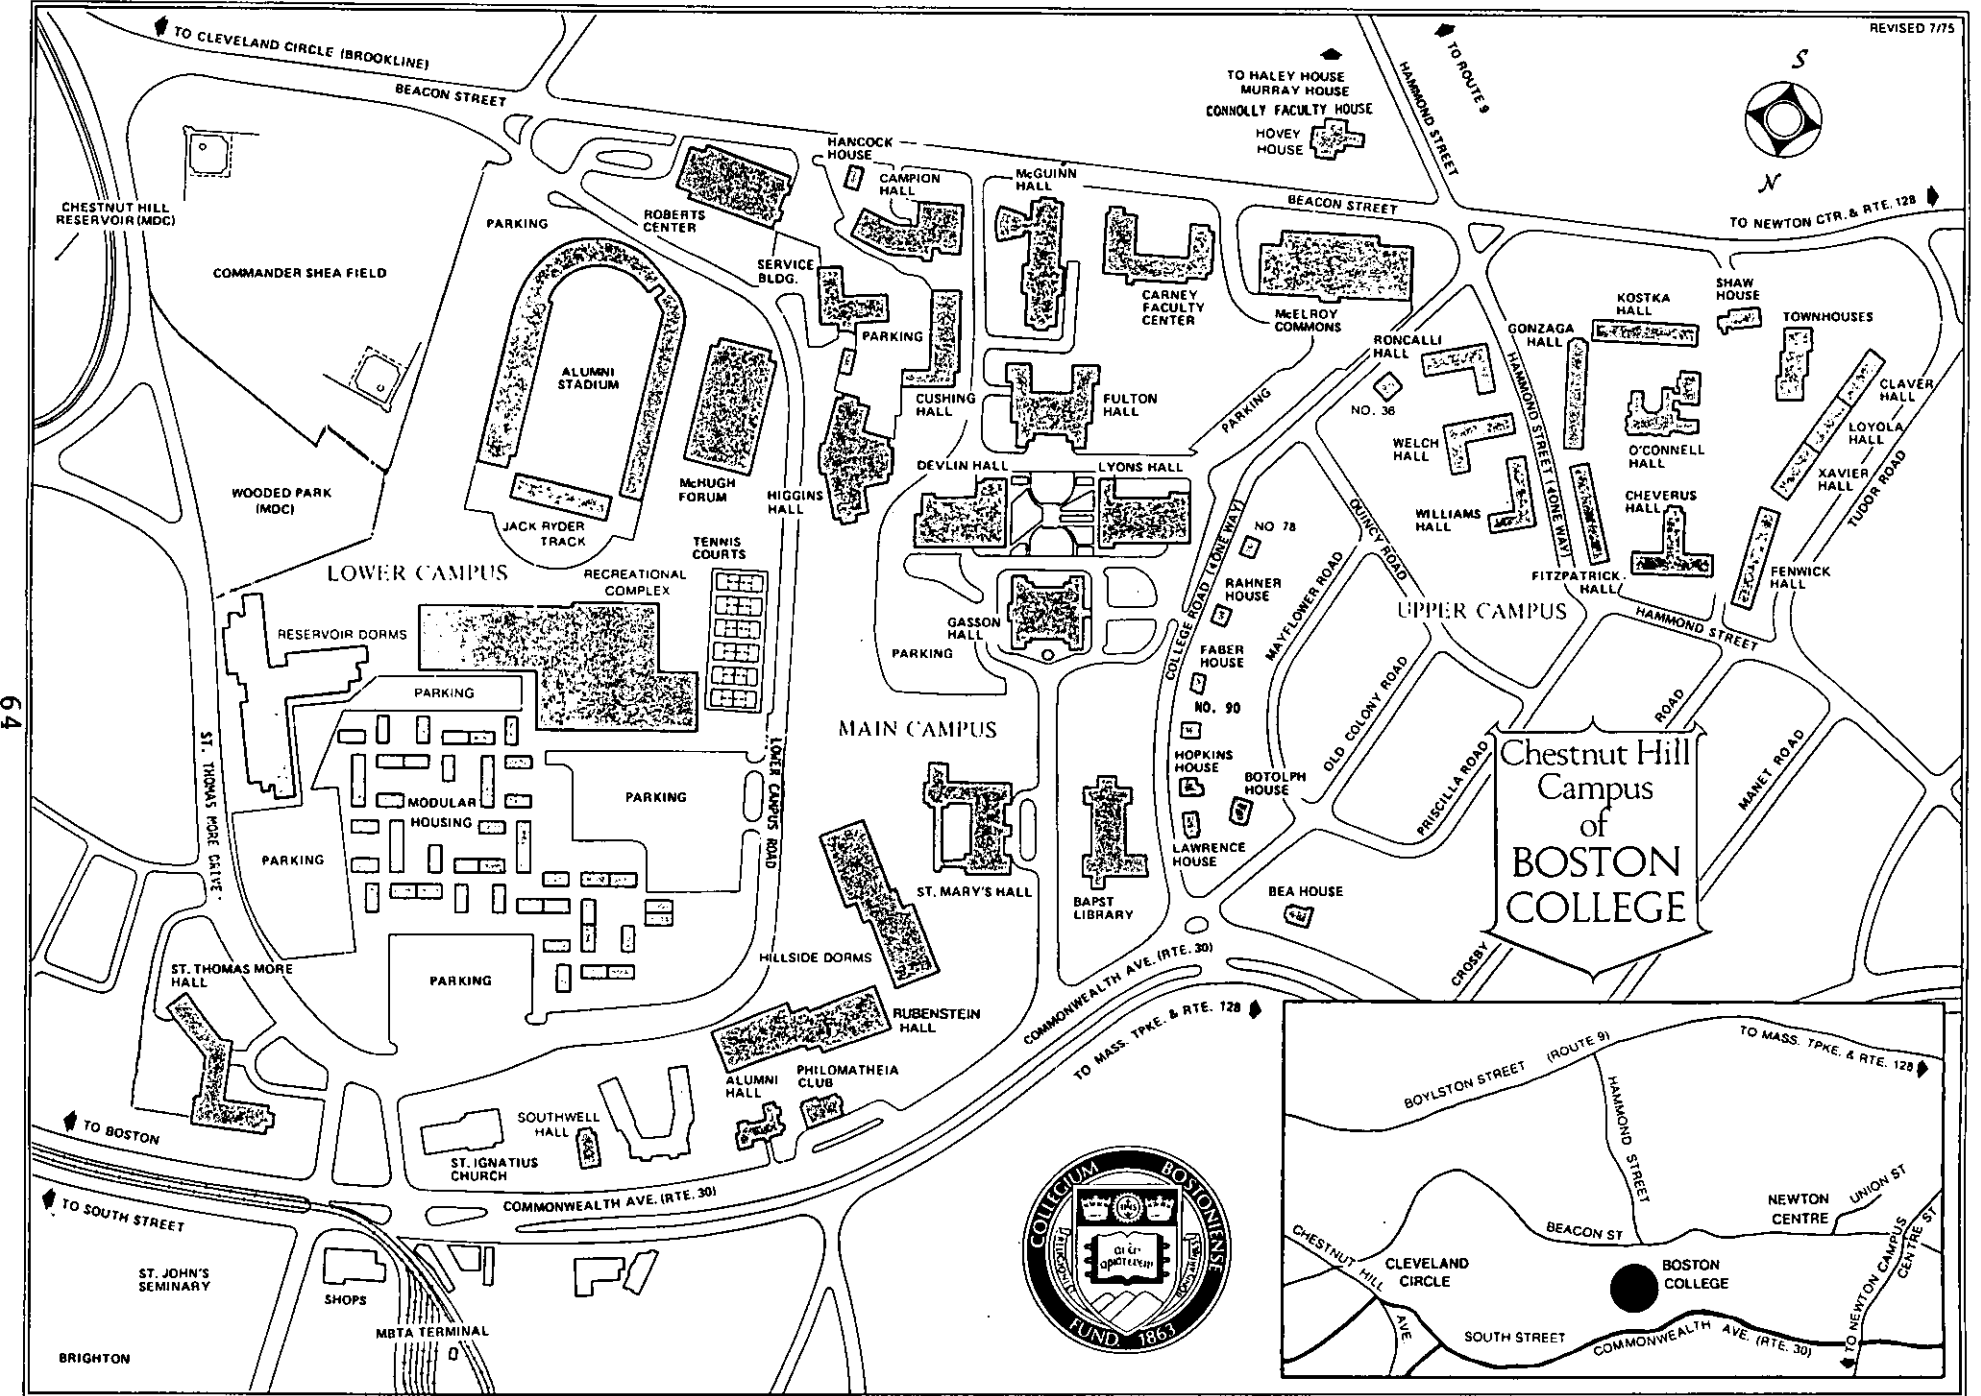 REVISED 7/75
TO CLEVELAND CIRCLE (BROOKLINE)
BEACON STREET
TO HALEY HOUSE
MURRAY HOUSE
CONNOLLY FACULTY HOUSE
HOVEY
HOUSE
HAMMOND STREET
TO ROUTE 9
S
N
CHESTNUT HILL
RESERVOIR (MDC)
COMMANDER SHEA FIELD
PARKING
ROBERTS
CENTER
HANCOCK
HOUSE
CAMPION
HALL
McGUINN
HALL
BEACON STREET
TO NEWTON CTR. & RTE. 128
SERVICE
BLDG.
PARKING
CARNEY
FACULTY
CENTER
McELROY
COMMONS
RONCALLI
HALL
NO. 36
GONZAGA
HALL
KOSTKA
HALL
SHAW
HOUSE
TOWNHOUSES
CLAVER
HALL
LOYOLA
HALL
XAVIER
HALL
TUDOR ROAD
ALUMNI
STADIUM
CUSHING
HALL
FULTON
HALL
PARKING
HAMMOND STREET (ONE WAY)
WELCH
HALL
O'CONNELL
HALL
WOODED PARK
(MDC)
McHUGH
FORUM
HIGGINS
HALL
DEVLIN HALL
LYONS HALL
WILLIAMS
HALL
CHEVERUS
HALL
JACK RYDER
TRACK
TENNIS
COURTS
COLLEGE ROAD (ONE WAY)
NO 78
QUINCY ROAD
FITZPATRICK
HALL
FENWICK
HALL
LOWER CAMPUS
RECREATIONAL
COMPLEX
RAHNER
HOUSE
MAYFLOWER ROAD
UPPER CAMPUS
HAMMOND STREET
RESERVOIR DORMS
GASSON
HALL
PARKING
FABER
HOUSE
PARKING
NO. 90
OLD COLONY ROAD
PRISCILLA ROAD
ROAD
MANET ROAD
MAIN CAMPUS
ST. THOMAS MORE DRIVE
LOWER CAMPUS ROAD
HOPKINS
HOUSE
BOTOLPH
HOUSE
Chestnut Hill
Campus
of
BOSTON
COLLEGE
MODULAR
HOUSING
PARKING
PARKING
LAWRENCE
HOUSE
ST. MARY'S HALL
BAPST
LIBRARY
BEA HOUSE
CROSBY
HILLSIDE DORMS
ST. THOMAS MORE
HALL
PARKING
RUBENSTEIN
HALL
COMMONWEALTH AVE. (RTE. 30)
TO MASS. TPKE. & RTE. 128
ALUMNI
HALL
PHILOMATHEIA
CLUB
SOUTHWELL
HALL
ST. IGNATIUS
CHURCH
TO BOSTON
COMMONWEALTH AVE. (RTE. 30)
TO SOUTH STREET
ST. JOHN'S
SEMINARY
SHOPS
MBTA TERMINAL
BRIGHTON
COLLEGIUM BOSTONIENSE
FUND. 1863
IHS
BOYLSTON STREET (ROUTE 9)
TO MASS. TPKE. & RTE. 128
HAMMOND STREET
BEACON ST
NEWTON
CENTRE
UNION ST
CENTRE ST
CHESTNUT HILL
AVE.
CLEVELAND
CIRCLE
BOSTON
COLLEGE
SOUTH STREET
COMMONWEALTH AVE. (RTE. 30)
TO NEWTON CAMPUS
64